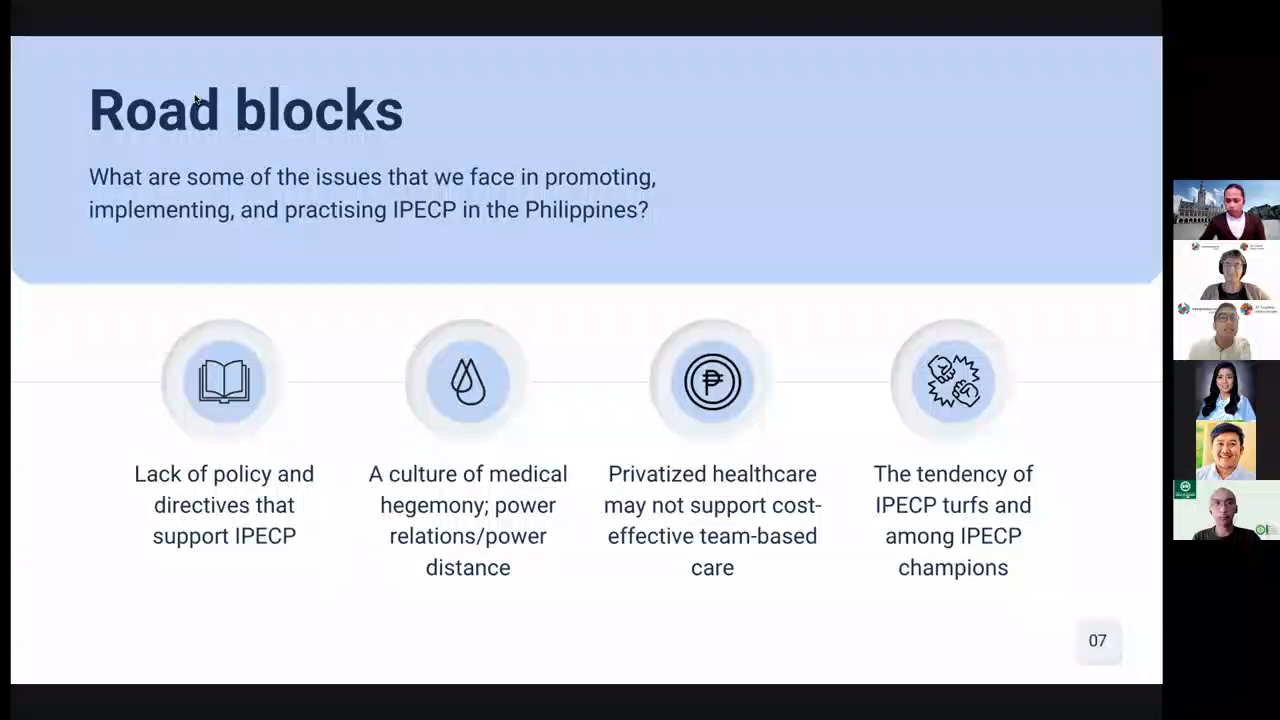 Road blocks
What are some of the issues that we face in promoting,
implementing, and practising IPECP in the Philippines?
Lack of policy and
directives that
support IPECP
A culture of medical
hegemony; power
relations/power
distance
Privatized healthcare
may not support cost-
effective team-based
care
The tendency of
IPECP turfs and
among IPECP
champions
07